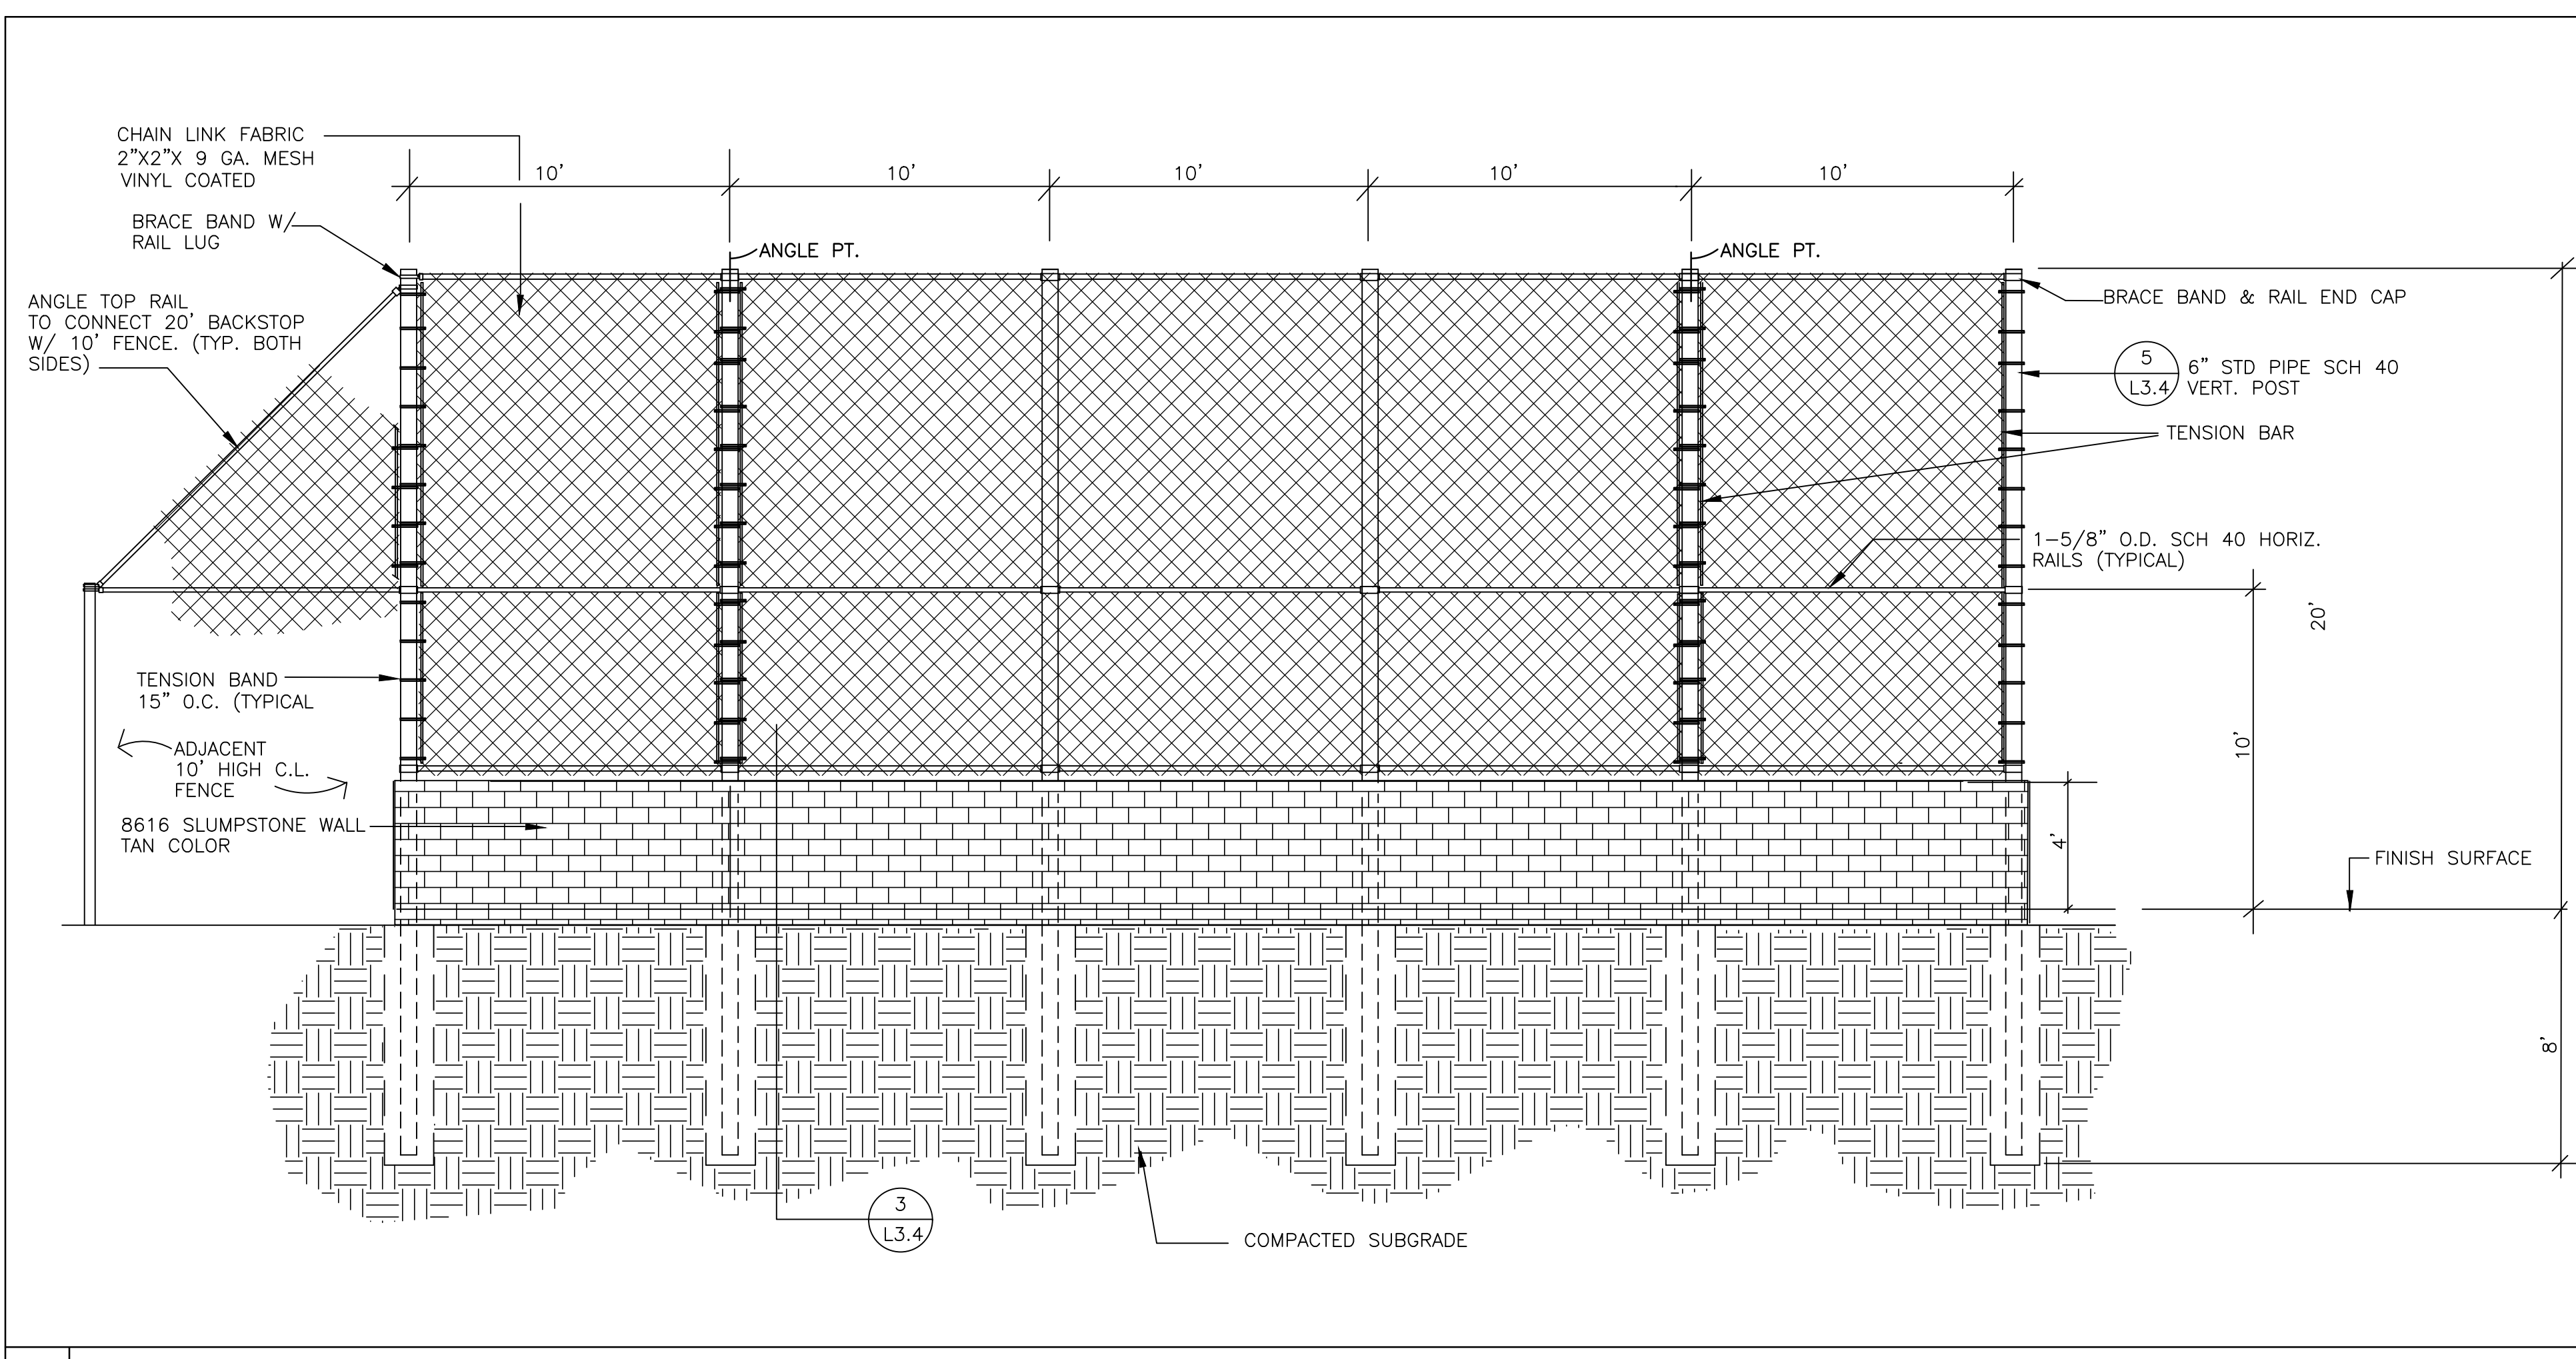 CHAIN LINK FABRIC
2"X2"X 9 GA. MESH
VINYL COATED
BRACE BAND W/
RAIL LUG
ANGLE TOP RAIL
TO CONNECT 20' BACKSTOP
W/ 10' FENCE. (TYP. BOTH
SIDES)
10'
10'
10'
10'
10'
ANGLE PT.
ANGLE PT.
BRACE BAND & RAIL END CAP
5
L3.4
6" STD PIPE SCH 40
VERT. POST
TENSION BAR
1-5/8" O.D. SCH 40 HORIZ.
RAILS (TYPICAL)
20'
10'
4'
8'
FINISH SURFACE
TENSION BAND
15" O.C. (TYPICAL
ADJACENT
10' HIGH C.L.
FENCE
8616 SLUMPSTONE WALL
TAN COLOR
3
L3.4
COMPACTED SUBGRADE